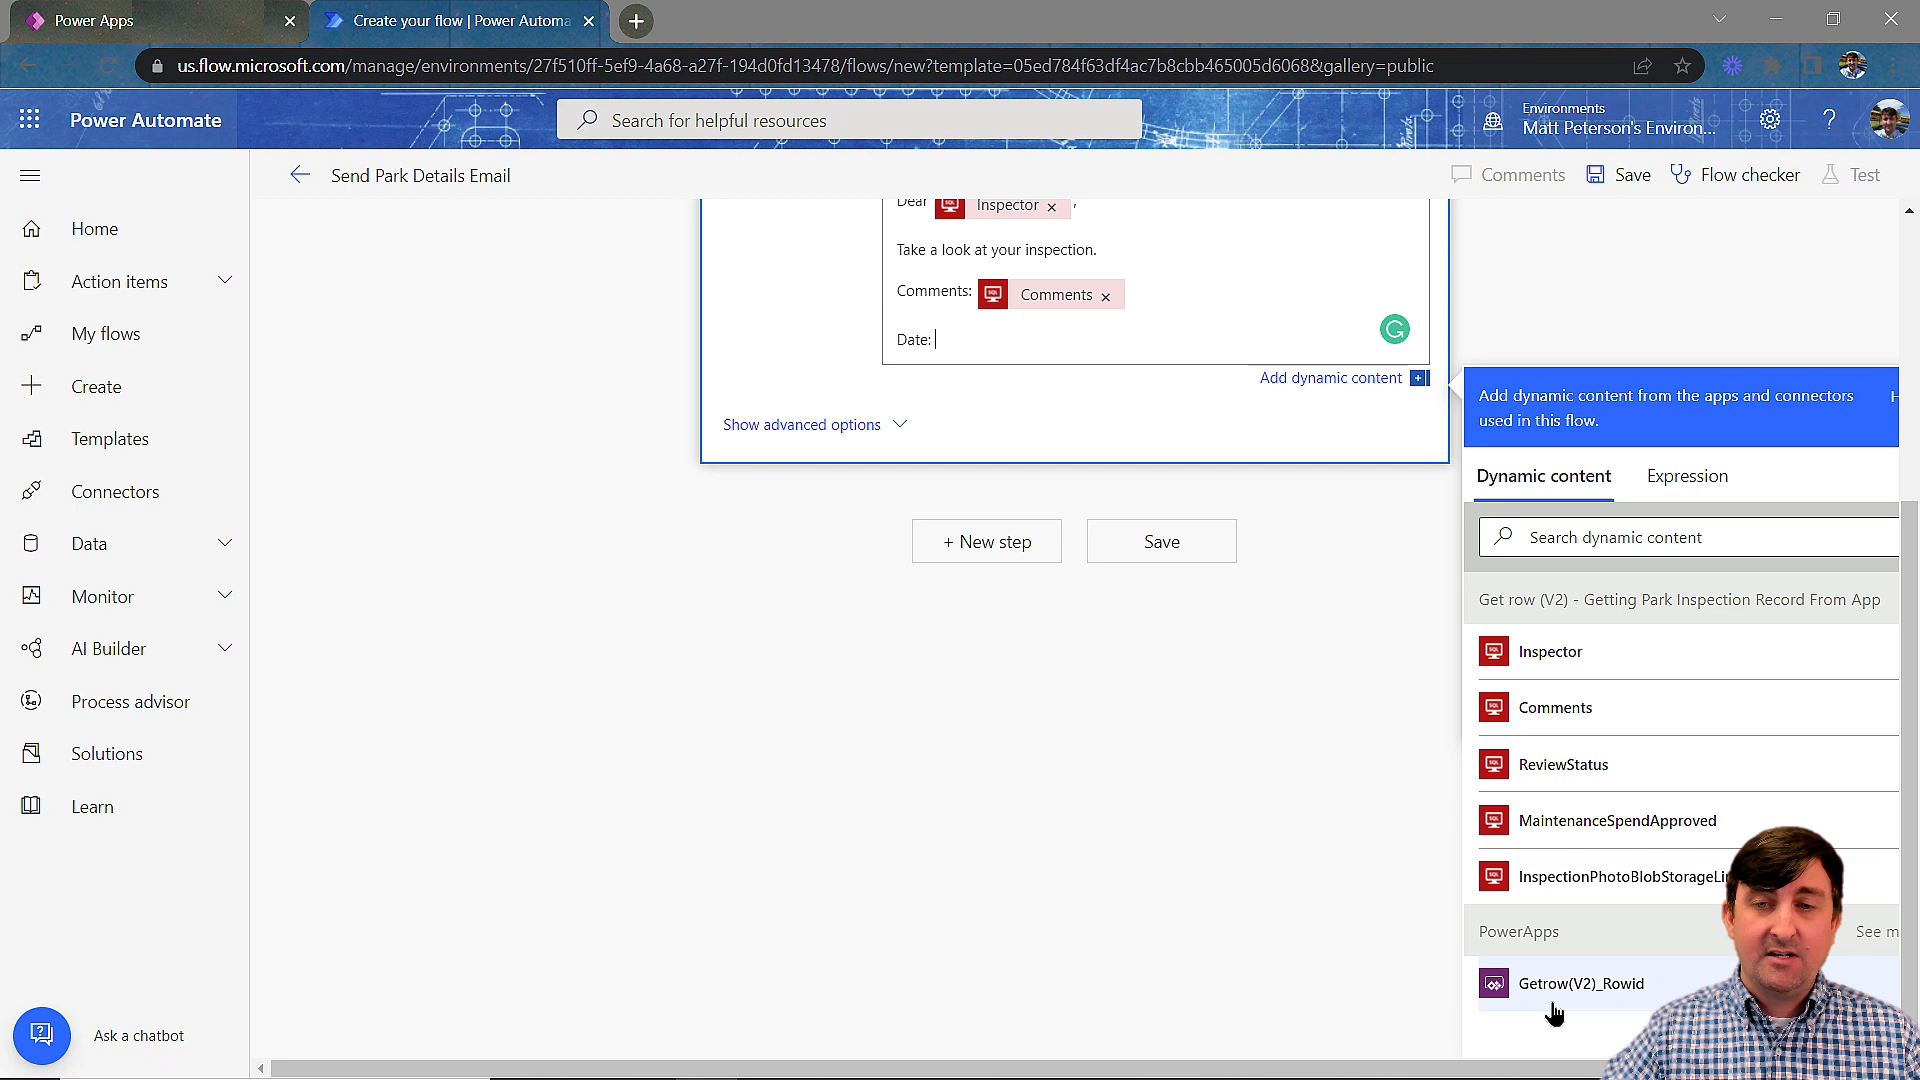 Power Apps
Create your flow | Power Automa
us.flow.microsoft.com/manage/environments/27f510ff-5ef9-4a68-a27f-194d0fd13478/flows/new?template=05ed784f63df4ac7b8cbb465005d6068&gallery=public
Power Automate
Search for helpful resources
Environments
Matt Peterson's Environ...
Send Park Details Email
Comments
Save
Flow checker
Test
Home
Action items
My flows
Create
Templates
Connectors
Data
Monitor
AI Builder
Process advisor
Solutions
Learn
Ask a chatbot
Dear Inspector ,
Take a look at your inspection.
Comments: Comments
Date:
Add dynamic content
Show advanced options
+ New step
Save
Add dynamic content from the apps and connectors
used in this flow.
Dynamic content
Expression
Search dynamic content
Get row (V2) - Getting Park Inspection Record From App
Inspector
Comments
ReviewStatus
MaintenanceSpendApproved
InspectionPhotoBlobStorageLi
PowerApps
See m
Getrow(V2)_Rowid